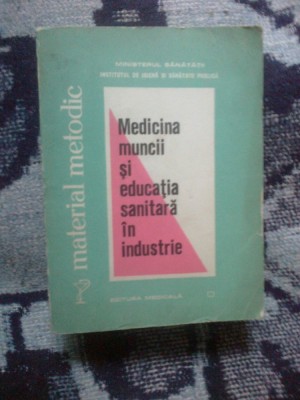 MINISTERUL SĂNĂTĂȚII
INSTITUTUL DE IGIENĂ ȘI SĂNĂTATE PUBLICĂ
material metodic
Medicina
muncii
și
educația
sanitară
în
industrie
EDITURA MEDICALĂ